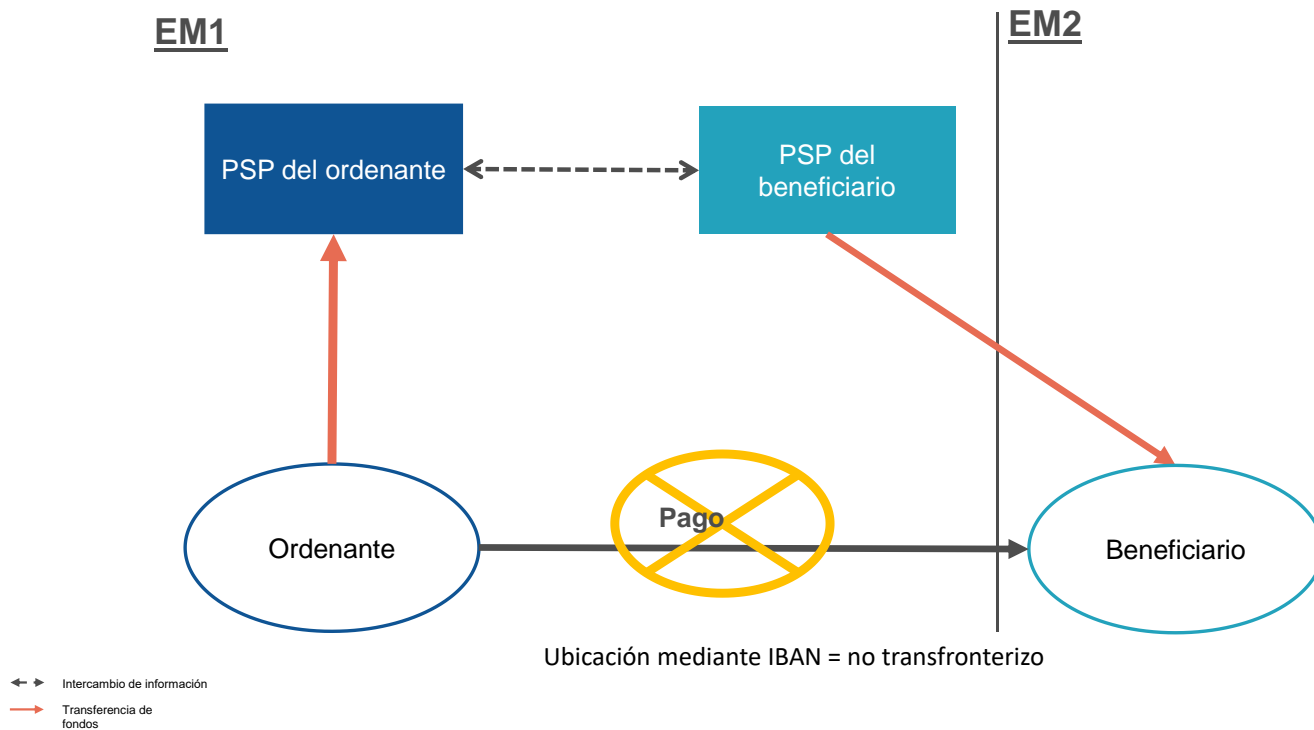 EM1
EM2
PSP del ordenante
PSP del
beneficiario
Pago
Ordenante
Beneficiario
Ubicación mediante IBAN = no transfronterizo
Intercambio de información
Transferencia de
fondos